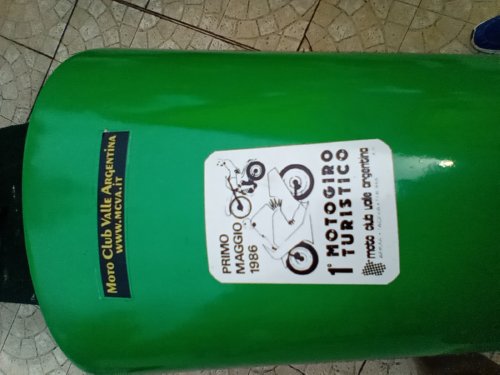 Moto Club Valle Argentina
www.mcva.it
PRIMO
MAGGIO
1986
1° MOTOGIRO
TURISTICO
moto club valle argentina